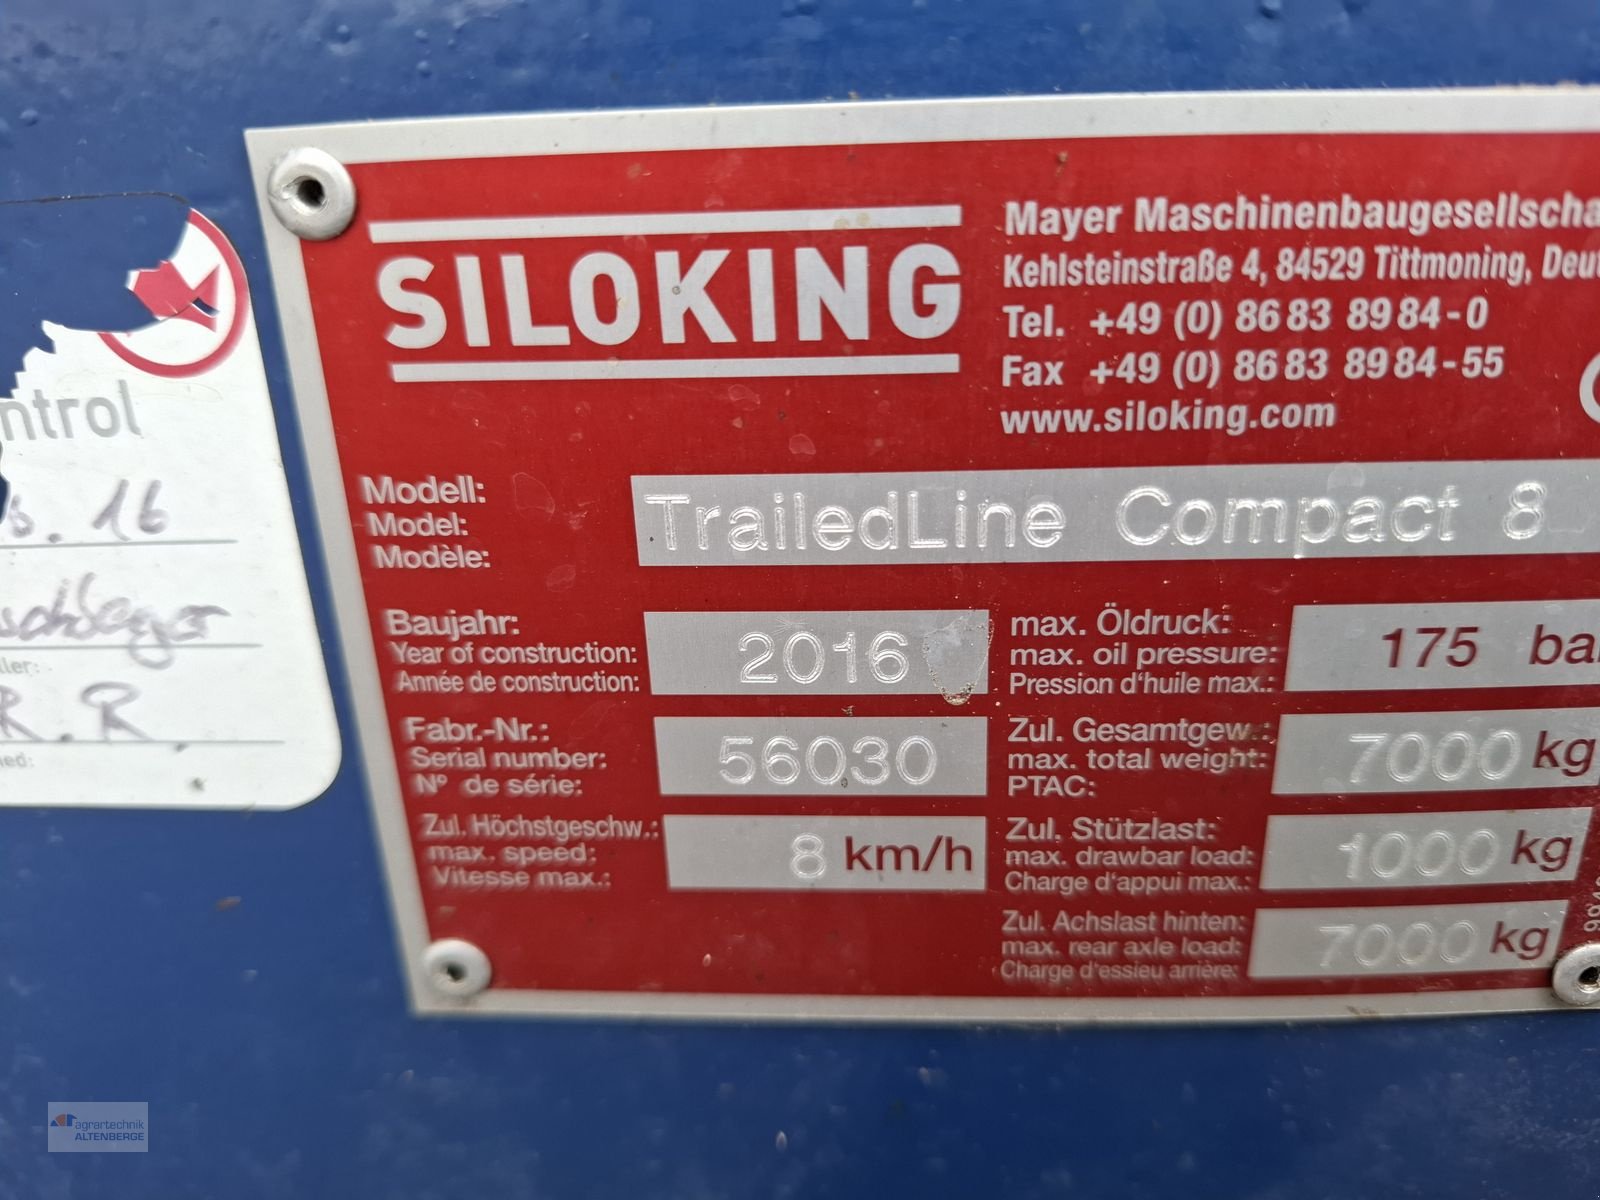 SILOKING
Mayer
Kehlsteinstraße 4, 84529 Tittmoning,
Tel. +49 (0) 86 83 89 84-0
Fax +49 (0) 86 83 89 84-55
www.siloking.com
Modell: TrailedLine Compact 8
Model:
Modèle:
Baujahr: 2016
Year of construction:
Année de construction:
Fabr.-Nr.: 56030
Serial number:
N° de série:
Zul. Höchstgeschw.: 8 km/h
max. speed:
Vitesse max.:
max. Öldruck: 175
max. oil pressure:
Pression d'huile max.:
Zul. Gesamtgew.: 7000 kg
max. total weight:
PTAC:
Zul. Stützlast: 1000 kg
max. drawbar load:
Charge d'appui max.:
Zul. Achslast hinten: 7000 kg
max. rear axle load:
Charge d'essieu arrière:
16
R. R
agrartechnik
ALTENBERGE